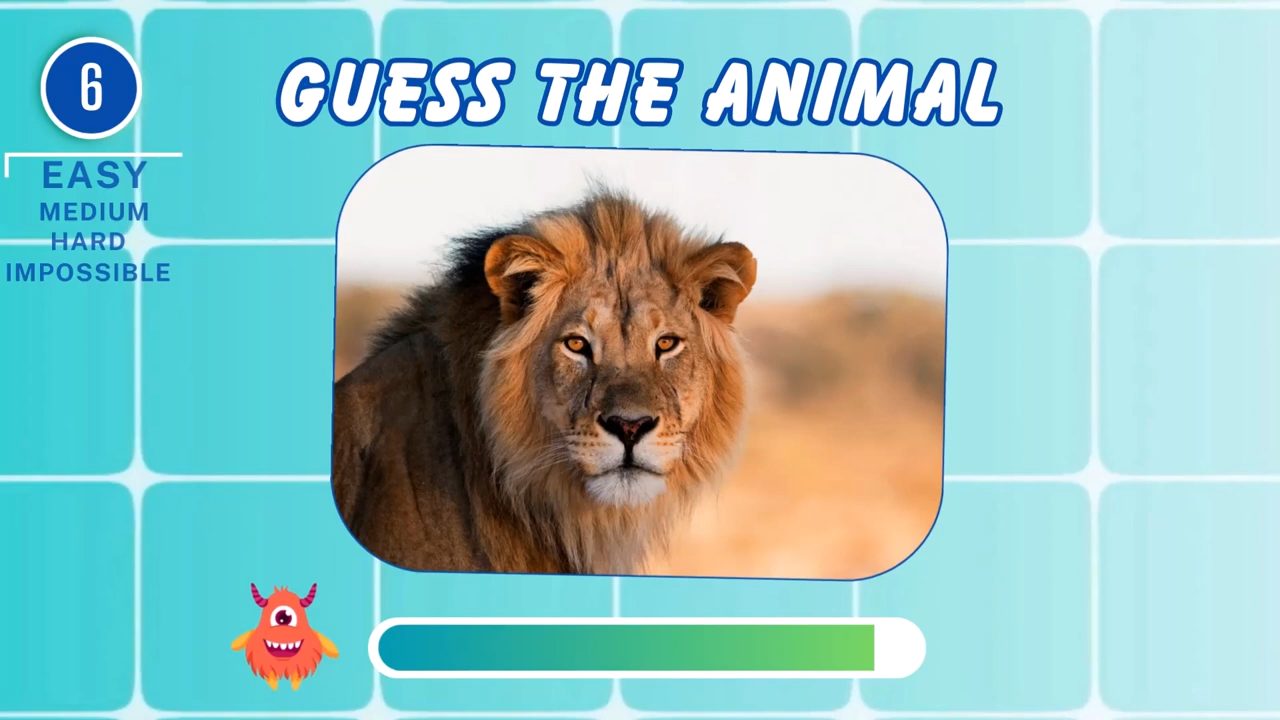 6
GUESS THE ANIMAL
EASY
MEDIUM
HARD
IMPOSSIBLE